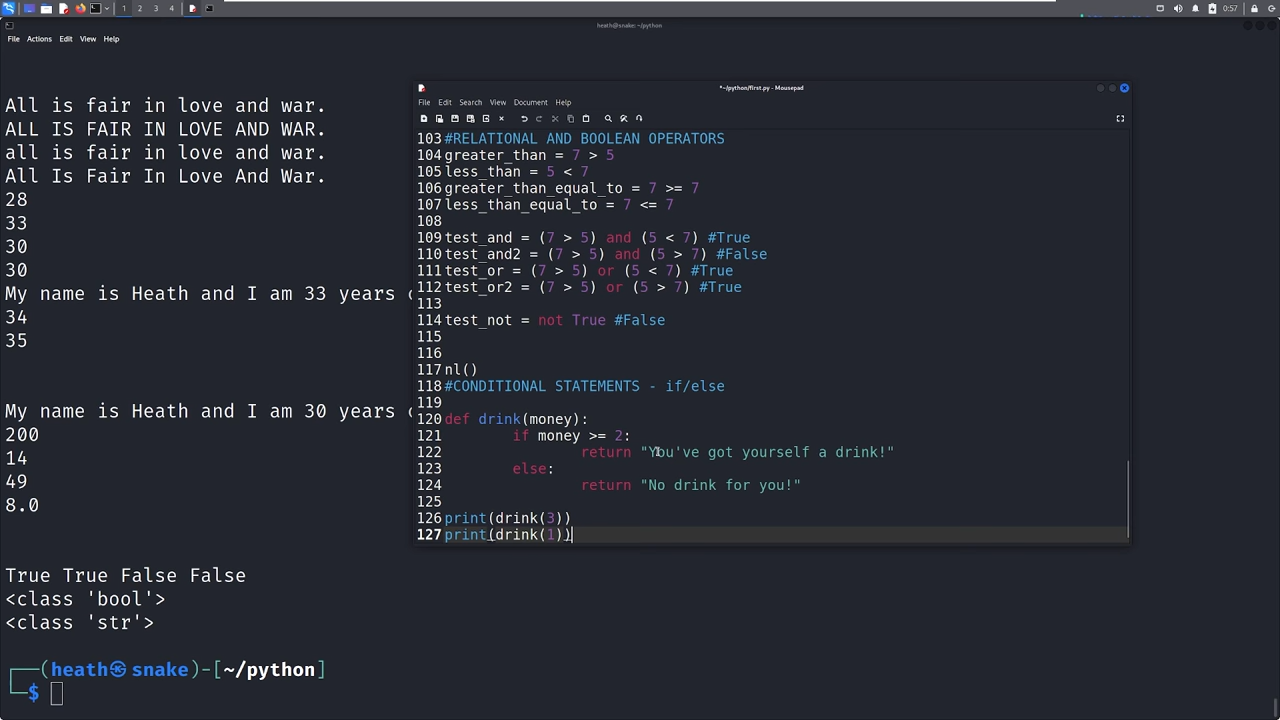 1 2 3 4 0:57
heath@snake: ~/python
File Actions Edit View Help
All is fair in love and war.
ALL IS FAIR IN LOVE AND WAR.
all is fair in love and war.
All Is Fair In Love And War.
28
33
30
30
My name is Heath and I am 33 years
34
35
My name is Heath and I am 30 years
200
14
49
8.0
True True False False
<class 'bool'>
<class 'str'>
(heath㉿snake)-[~/python]
$
*~/python/first.py - Mousepad
File Edit Search View Document Help
103 #RELATIONAL AND BOOLEAN OPERATORS
104 greater_than = 7 > 5
105 less_than = 5 < 7
106 greater_than_equal_to = 7 >= 7
107 less_than_equal_to = 7 <= 7
108
109 test_and = (7 > 5) and (5 < 7) #True
110 test_and2 = (7 > 5) and (5 > 7) #False
111 test_or = (7 > 5) or (5 < 7) #True
112 test_or2 = (7 > 5) or (5 > 7) #True
113
114 test_not = not True #False
115
116
117 nl()
118 #CONDITIONAL STATEMENTS - if/else
119
120 def drink(money):
121 if money >= 2:
122 return "You've got yourself a drink!"
123 else:
124 return "No drink for you!"
125
126 print(drink(3))
127 print(drink(1))